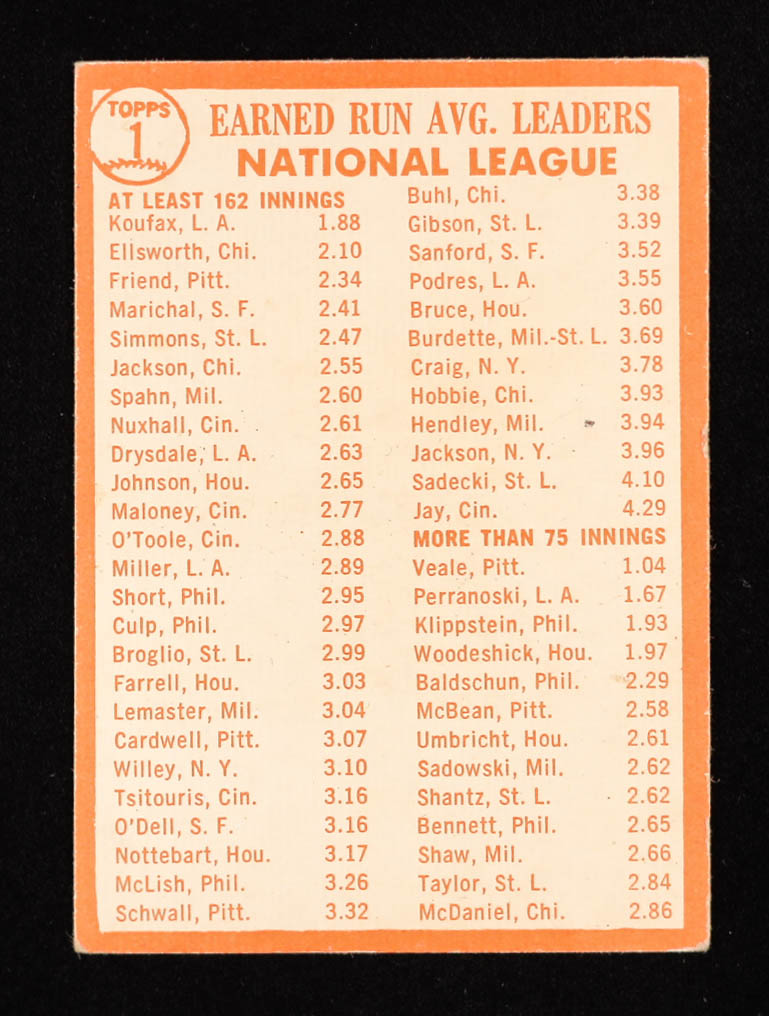 TOPPS
1
EARNED RUN AVG. LEADERS
NATIONAL LEAGUE
AT LEAST 162 INNINGS
Koufax, L. A. 1.88
Ellsworth, Chi. 2.10
Friend, Pitt. 2.34
Marichal, S. F. 2.41
Simmons, St. L. 2.47
Jackson, Chi. 2.55
Spahn, Mil. 2.60
Nuxhall, Cin. 2.61
Drysdale, L. A. 2.63
Johnson, Hou. 2.65
Maloney, Cin. 2.77
O'Toole, Cin. 2.88
Miller, L. A. 2.89
Short, Phil. 2.95
Culp, Phil. 2.97
Broglio, St. L. 2.99
Farrell, Hou. 3.03
Lemaster, Mil. 3.04
Cardwell, Pitt. 3.07
Willey, N. Y. 3.10
Tsitouris, Cin. 3.16
O'Dell, S. F. 3.16
Nottebart, Hou. 3.17
McLish, Phil. 3.26
Schwall, Pitt. 3.32
Buhl, Chi. 3.38
Gibson, St. L. 3.39
Sanford, S. F. 3.52
Podres, L. A. 3.55
Bruce, Hou. 3.60
Burdette, Mil.-St. L. 3.69
Craig, N. Y. 3.78
Hobbie, Chi. 3.93
Hendley, Mil. 3.94
Jackson, N. Y. 3.96
Sadecki, St. L. 4.10
Jay, Cin. 4.29
MORE THAN 75 INNINGS
Veale, Pitt. 1.04
Perranoski, L. A. 1.67
Klippstein, Phil. 1.93
Woodeshick, Hou. 1.97
Baldschun, Phil. 2.29
McBean, Pitt. 2.58
Umbricht, Hou. 2.61
Sadowski, Mil. 2.62
Shantz, St. L. 2.62
Bennett, Phil. 2.65
Shaw, Mil. 2.66
Taylor, St. L. 2.84
McDaniel, Chi. 2.86